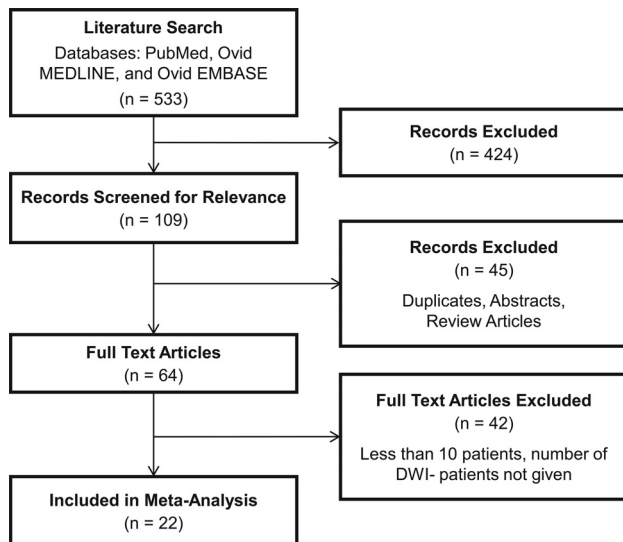 Literature Search
Databases: PubMed, Ovid
MEDLINE, and Ovid EMBASE
(n = 533)
Records Excluded
(n = 424)
Records Screened for Relevance
(n = 109)
Records Excluded
(n = 45)
Duplicates, Abstracts,
Review Articles
Full Text Articles
(n = 64)
Full Text Articles Excluded
(n = 42)
Less than 10 patients, number of
DWI- patients not given
Included in Meta-Analysis
(n = 22)